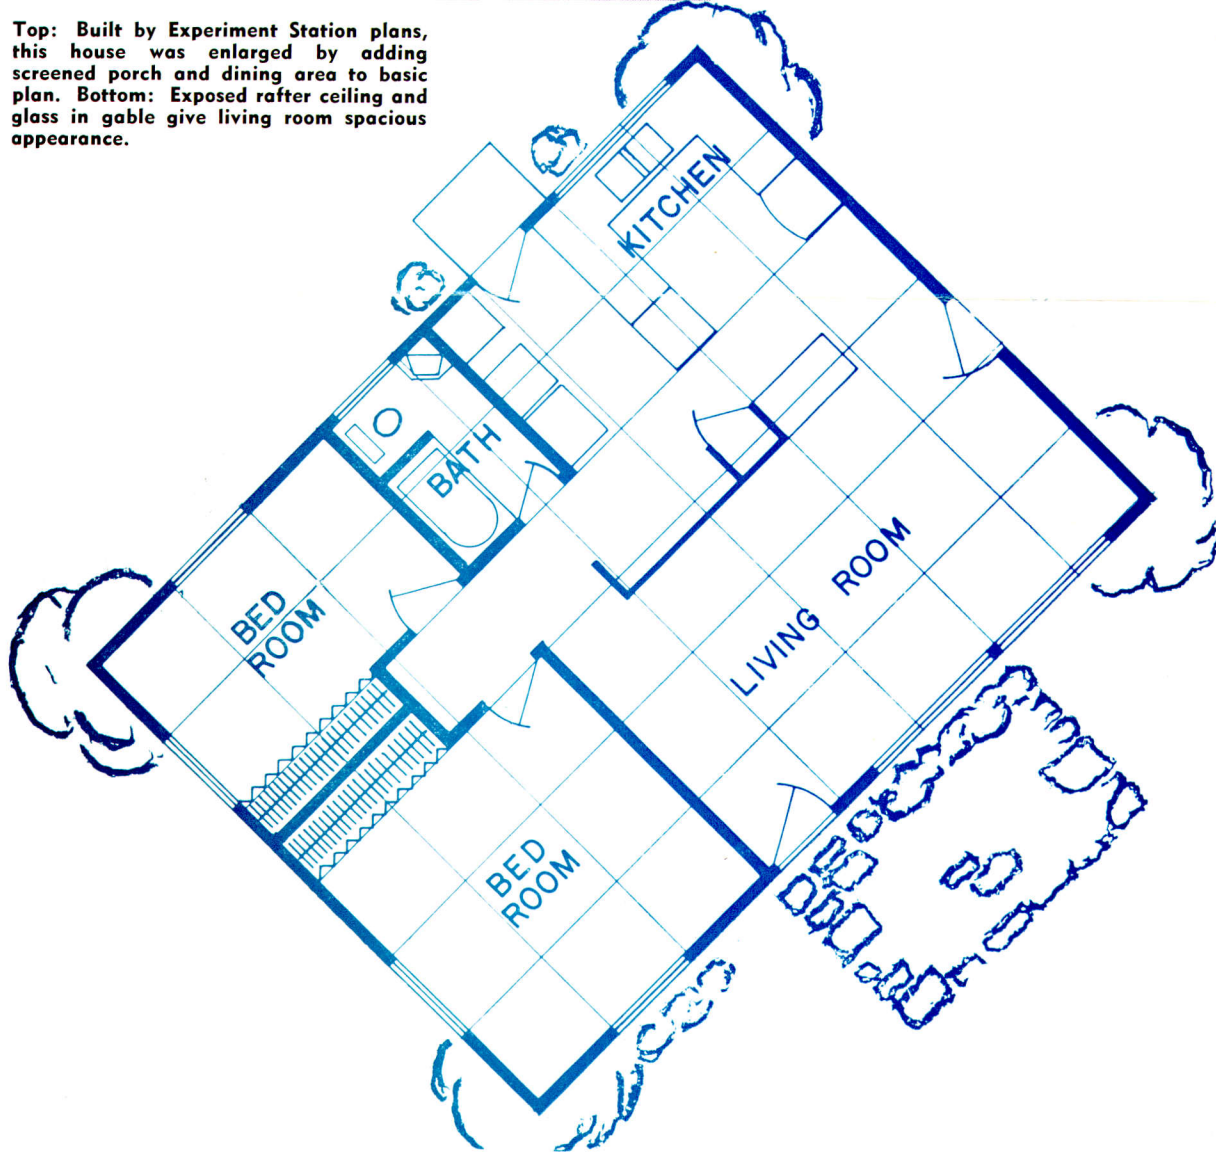 Top: Built by Experiment Station plans,
this house was enlarged by adding
screened porch and dining area to basic
plan. Bottom: Exposed rafter ceiling and
glass in gable give living room spacious
appearance.
KITCHEN
BATH
BED
ROOM
LIVING ROOM
BED
ROOM